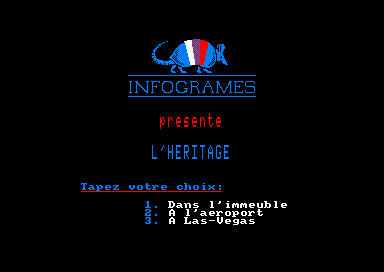 INFOGRAMES
presente
L'HERITAGE
Tapez votre choix:
1. Dans l'immeuble
2. A l'aeroport
3. A Las-Vegas